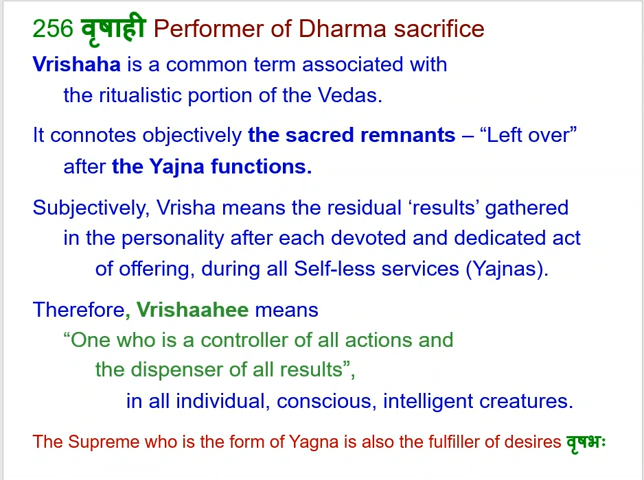 256 वृषाही Performer of Dharma sacrifice
Vrishaha is a common term associated with
the ritualistic portion of the Vedas.
It connotes objectively the sacred remnants – “Left over”
after the Yajna functions.
Subjectively, Vrisha means the residual ‘results’ gathered
in the personality after each devoted and dedicated act
of offering, during all Self-less services (Yajnas).
Therefore, Vrishaahee means
“One who is a controller of all actions and
the dispenser of all results”,
in all individual, conscious, intelligent creatures.
The Supreme who is the form of Yagna is also the fulfiller of desires वृषभः